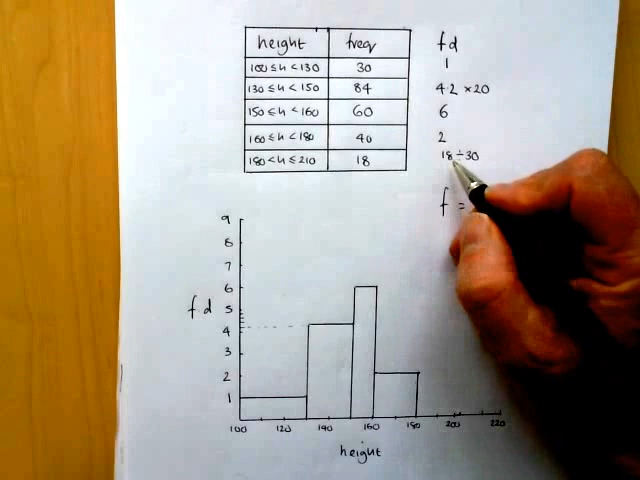 height freq fd
100 ≤ h < 130 30 1
130 ≤ h < 150 84 4.2 × 20
150 ≤ h < 160 60 6
160 ≤ h < 180 40 2
180 < h ≤ 210 18 18 ÷ 30
f =
9
8
7
6
5
fd 4
3
2
1
100 120 140 160 180 200 220
height